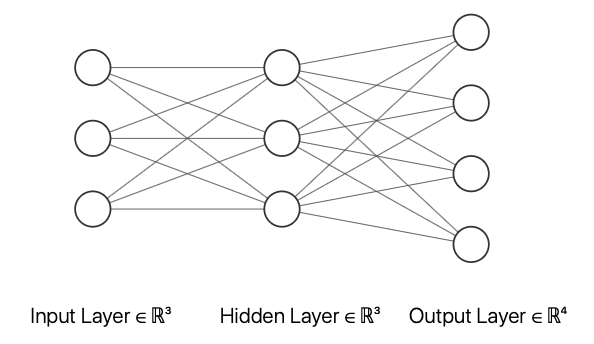 Input Layer ∈ ℝ³ Hidden Layer ∈ ℝ³ Output Layer ∈ ℝ⁴